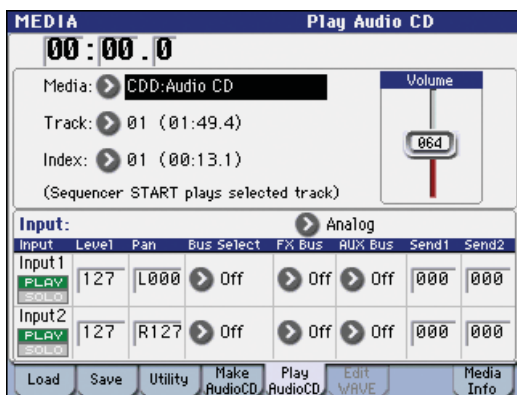 MEDIA Play Audio CD
00:00.0
Media: CDD:Audio CD
Volume
Track: 01 (01:49.4)
064
Index: 01 (00:13.1)
(Sequencer START plays selected track)
Input: Analog
Input Level Pan Bus Select FX Bus AUX Bus Send1 Send2
Input1
PLAY 127 L000 Off Off Off 000 000
SOLO
Input2
PLAY 127 R127 Off Off Off 000 000
SOLO
Load Save Utility Make AudioCD Play AudioCD Edit WAVE Media Info